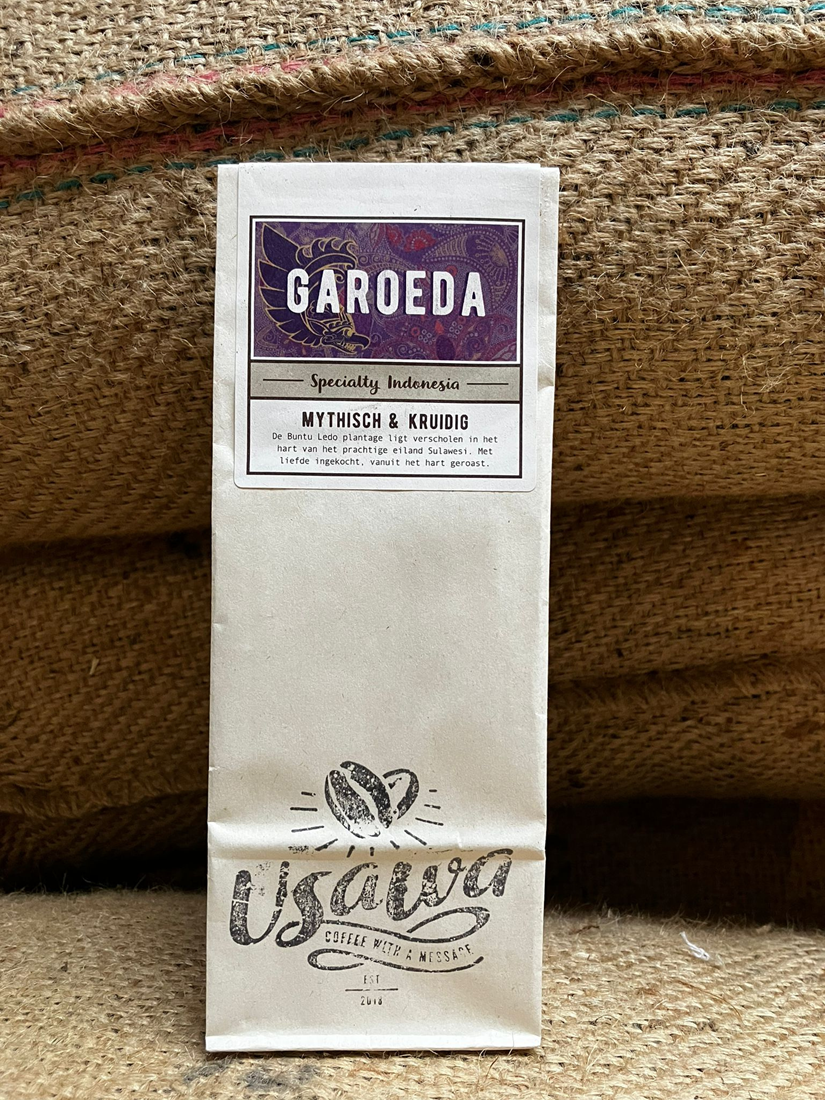 GAROEDA
Specialty Indonesia
MYTHISCH & KRUIDIG
De Buntu Ledo plantage ligt verscholen in het
hart van het prachtige eiland Sulawesi. Met
liefde ingekocht, vanuit het hart geroast.
Usawa
COFFEE WITH A MESSAGE
EST
2018